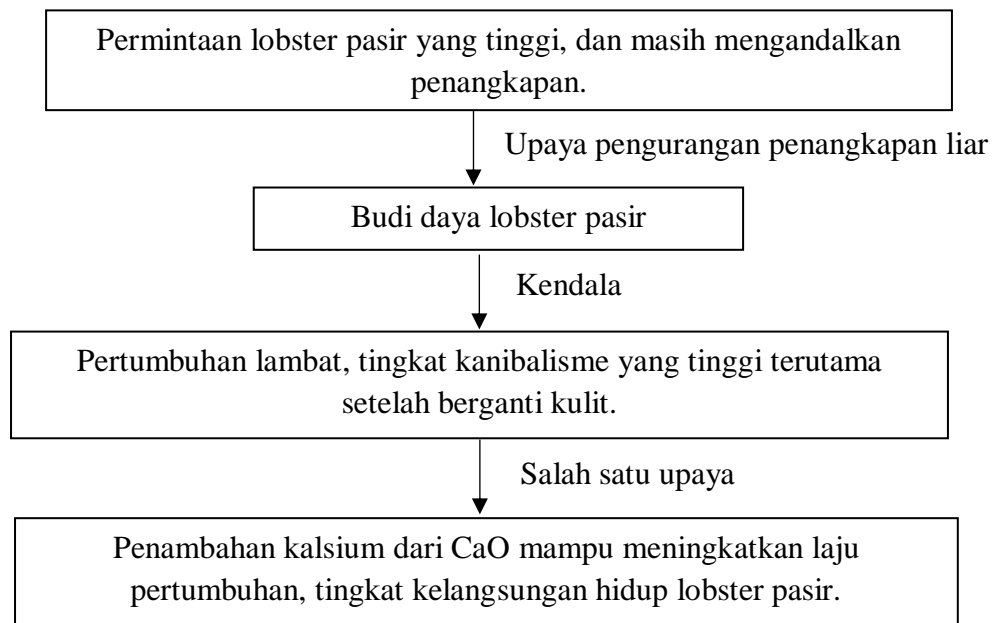 Permintaan lobster pasir yang tinggi, dan masih mengandalkan
penangkapan.
Upaya pengurangan penangkapan liar
Budi daya lobster pasir
Kendala
Pertumbuhan lambat, tingkat kanibalisme yang tinggi terutama
setelah berganti kulit.
Salah satu upaya
Penambahan kalsium dari CaO mampu meningkatkan laju
pertumbuhan, tingkat kelangsungan hidup lobster pasir.